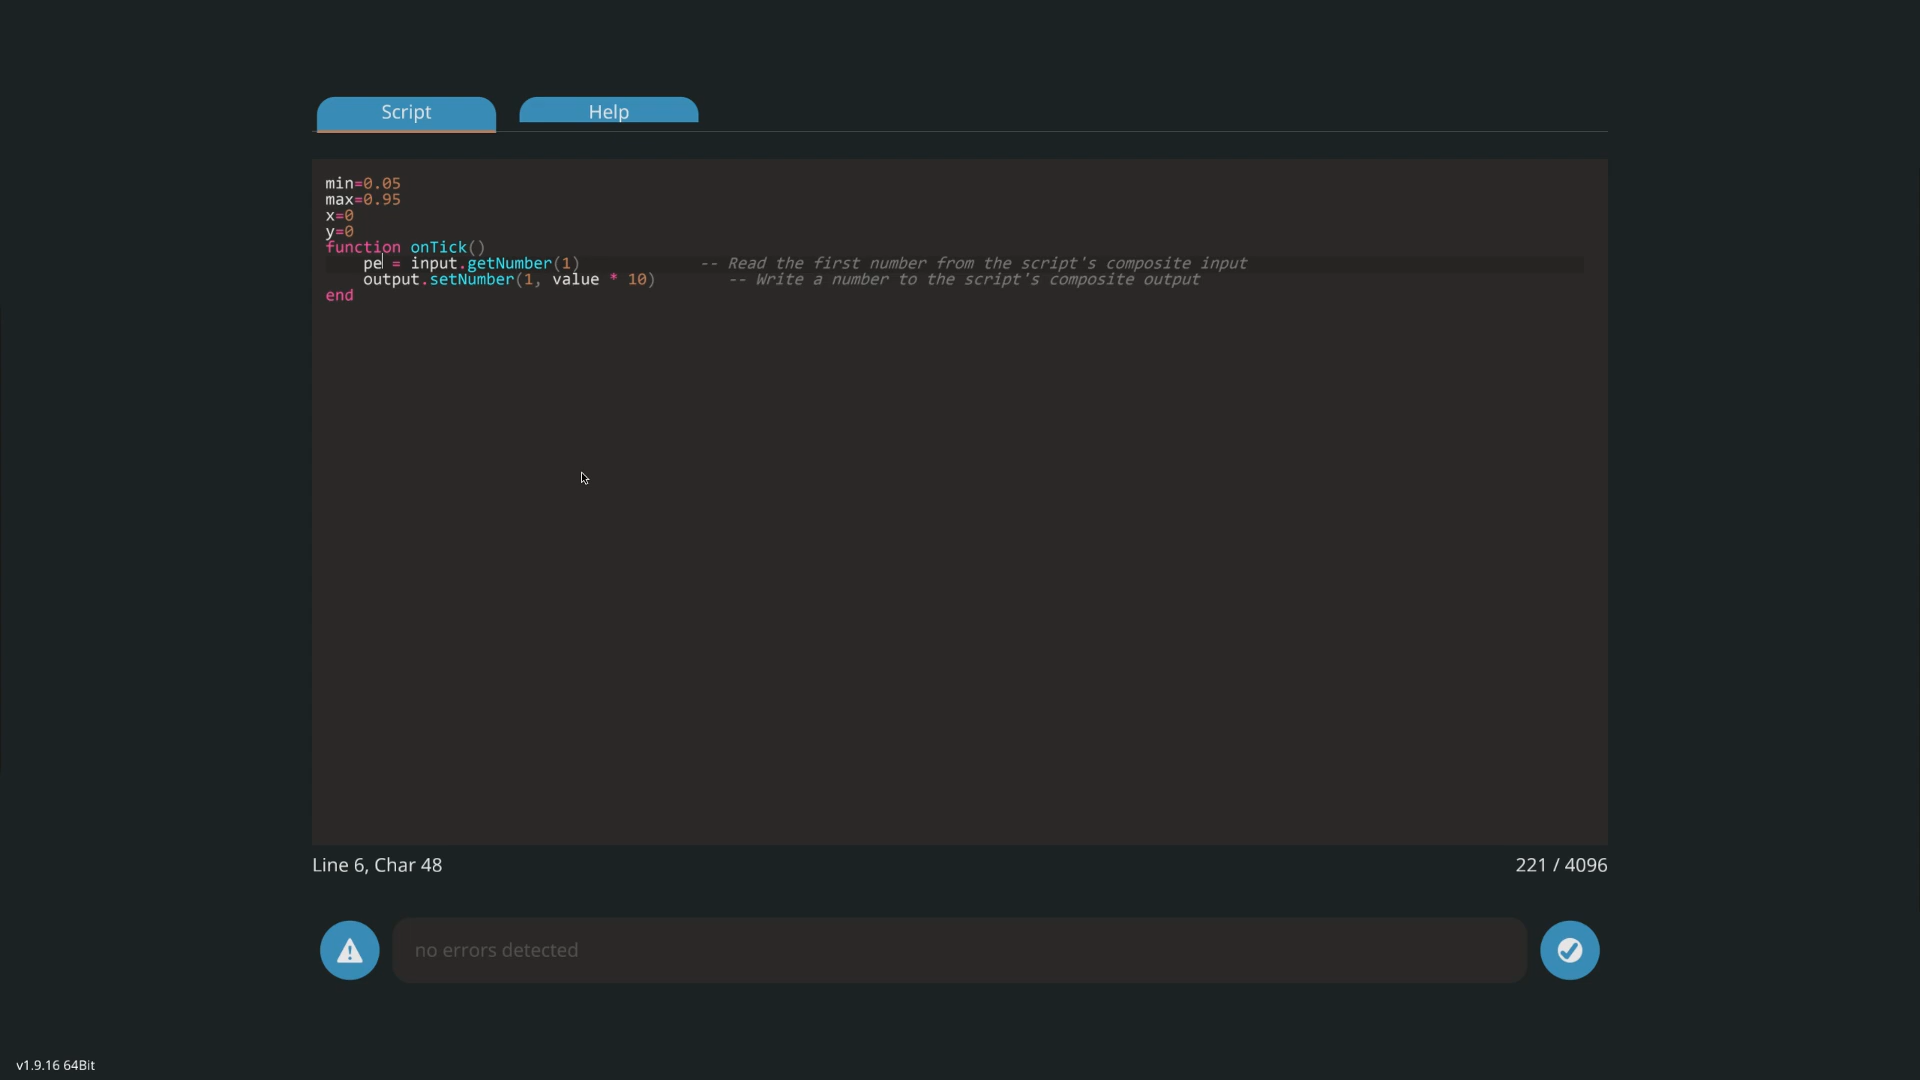 Script
Help
min=0.05
max=0.95
x=0
y=0
function onTick()
pe = input.getNumber(1) -- Read the first number from the script's composite input
output.setNumber(1, value * 10) -- Write a number to the script's composite output
end
Line 6, Char 48
221 / 4096
no errors detected
v1.9.16 64Bit